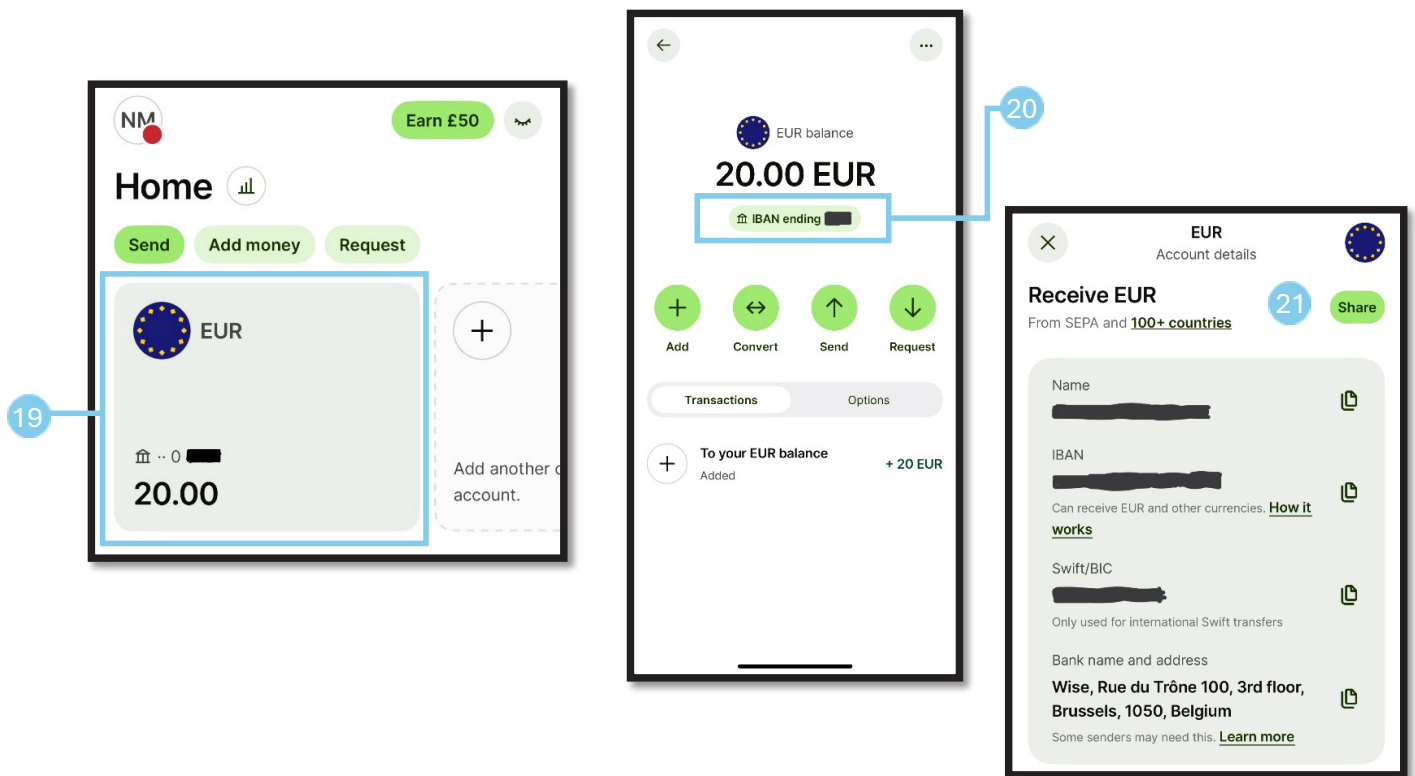 19
NM
Earn £50
Home
Send
Add money
Request
EUR
·· 0
20.00
Add another c
account.
20
EUR balance
20.00 EUR
IBAN ending
Add
Convert
Send
Request
Transactions
Options
To your EUR balance
Added
+ 20 EUR
EUR
Account details
Receive EUR
21
Share
From SEPA and 100+ countries
Name
IBAN
Can receive EUR and other currencies. How it
works
Swift/BIC
Only used for international Swift transfers
Bank name and address
Wise, Rue du Trône 100, 3rd floor,
Brussels, 1050, Belgium
Some senders may need this. Learn more